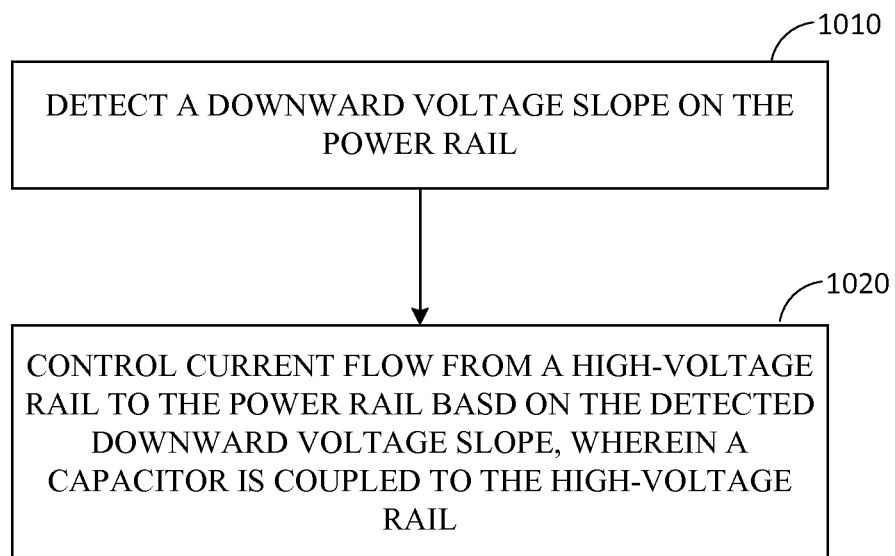 1010
DETECT A DOWNWARD VOLTAGE SLOPE ON THE
POWER RAIL
1020
CONTROL CURRENT FLOW FROM A HIGH-VOLTAGE
RAIL TO THE POWER RAIL BASD ON THE DETECTED
DOWNWARD VOLTAGE SLOPE, WHEREIN A
CAPACITOR IS COUPLED TO THE HIGH-VOLTAGE
RAIL